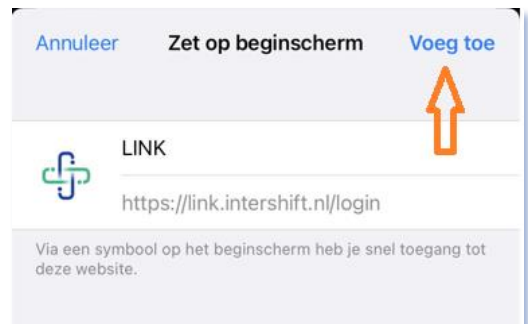 Annuleer Zet op beginscherm Voeg toe
LINK
https://link.intershift.nl/login
Via een symbool op het beginscherm heb je snel toegang tot
deze website.